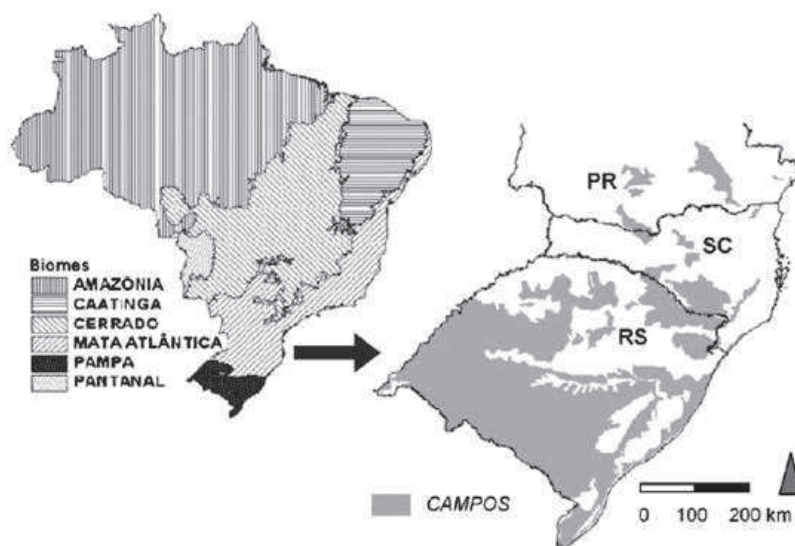 Biomes
AMAZÔNIA
CAATINGA
CERRADO
MATA ATLÂNTICA
PAMPA
PANTANAL
PR
SC
RS
CAMPOS
0 100 200 km